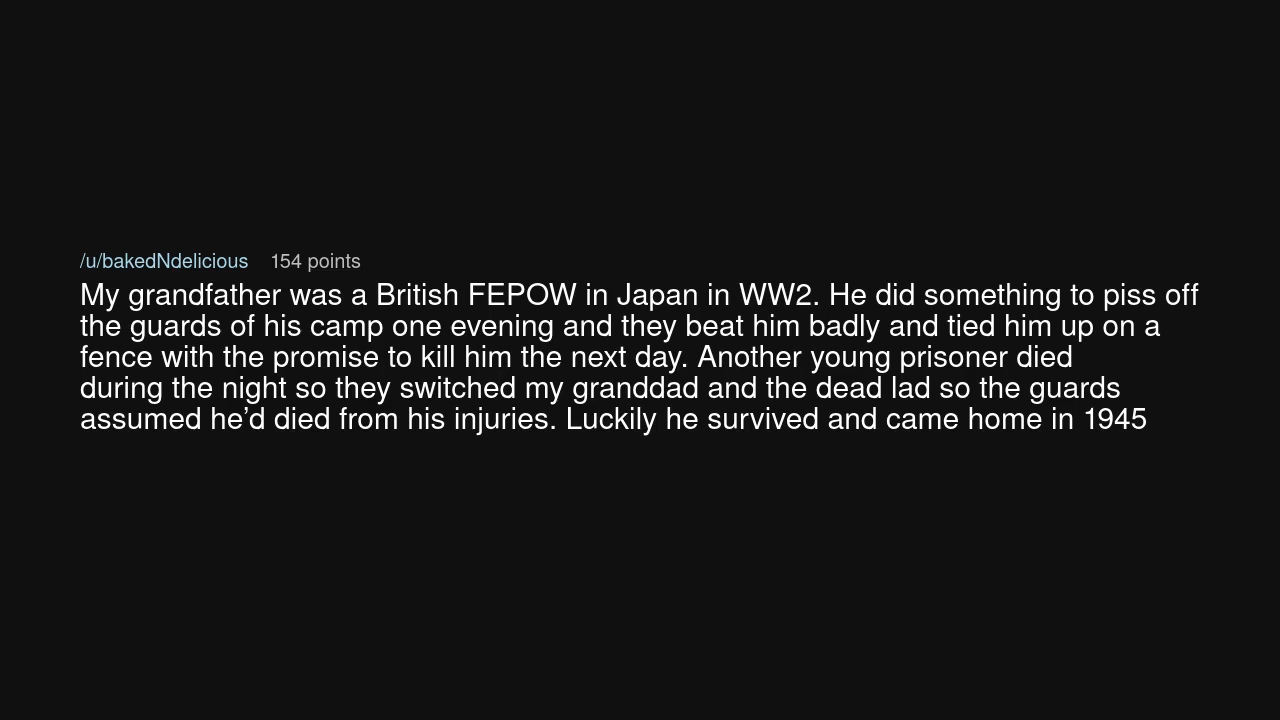 /u/bakedNdelicious 154 points
My grandfather was a British FEPOW in Japan in WW2. He did something to piss off
the guards of his camp one evening and they beat him badly and tied him up on a
fence with the promise to kill him the next day. Another young prisoner died
during the night so they switched my granddad and the dead lad so the guards
assumed he’d died from his injuries. Luckily he survived and came home in 1945